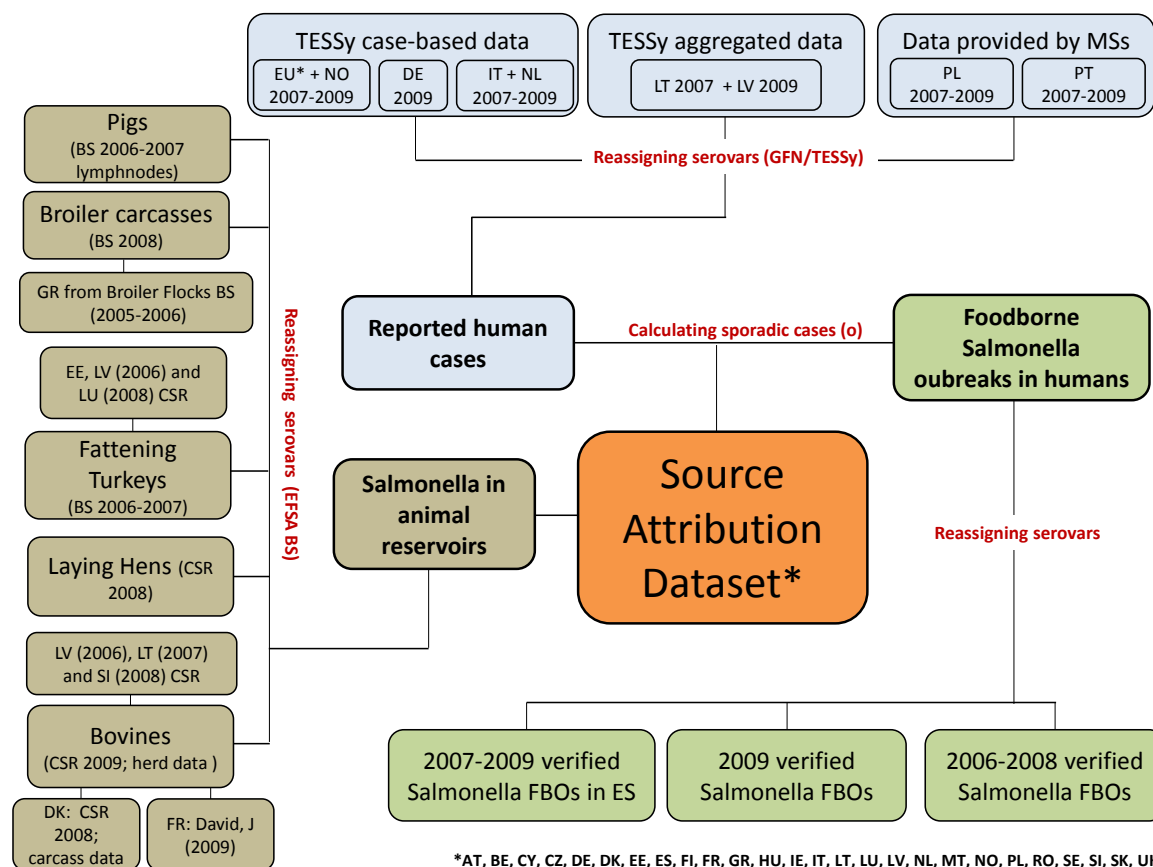 TESSy case-based data
EU* + NO
2007-2009
DE
2009
IT + NL
2007-2009
TESSy aggregated data
LT 2007 + LV 2009
Data provided by MSs
PL
2007-2009
PT
2007-2009
Reassigning serovars (GFN/TESSy)
Pigs
(BS 2006-2007
lymphnodes)
Broiler carcasses
(BS 2008)
GR from Broiler Flocks BS
(2005-2006)
EE, LV (2006) and
LU (2008) CSR
Fattening
Turkeys
(BS 2006-2007)
Laying Hens (CSR
2008)
LV (2006), LT (2007)
and SI (2008) CSR
Bovines
(CSR 2009; herd data )
DK: CSR
2008;
carcass data
FR: David, J
(2009)
Reassigning serovars (EFSA BS)
Reported human
cases
Calculating sporadic cases (o)
Foodborne
Salmonella
oubreaks in humans
Salmonella in
animal
reservoirs
Source
Attribution
Dataset*
Reassigning serovars
2007-2009 verified
Salmonella FBOs in ES
2009 verified
Salmonella FBOs
2006-2008 verified
Salmonella FBOs
*AT, BE, CY, CZ, DE, DK, EE, ES, FI, FR, GR, HU, IE, IT, LT, LU, LV, NL, MT, NO, PL, RO, SE, SI, SK,